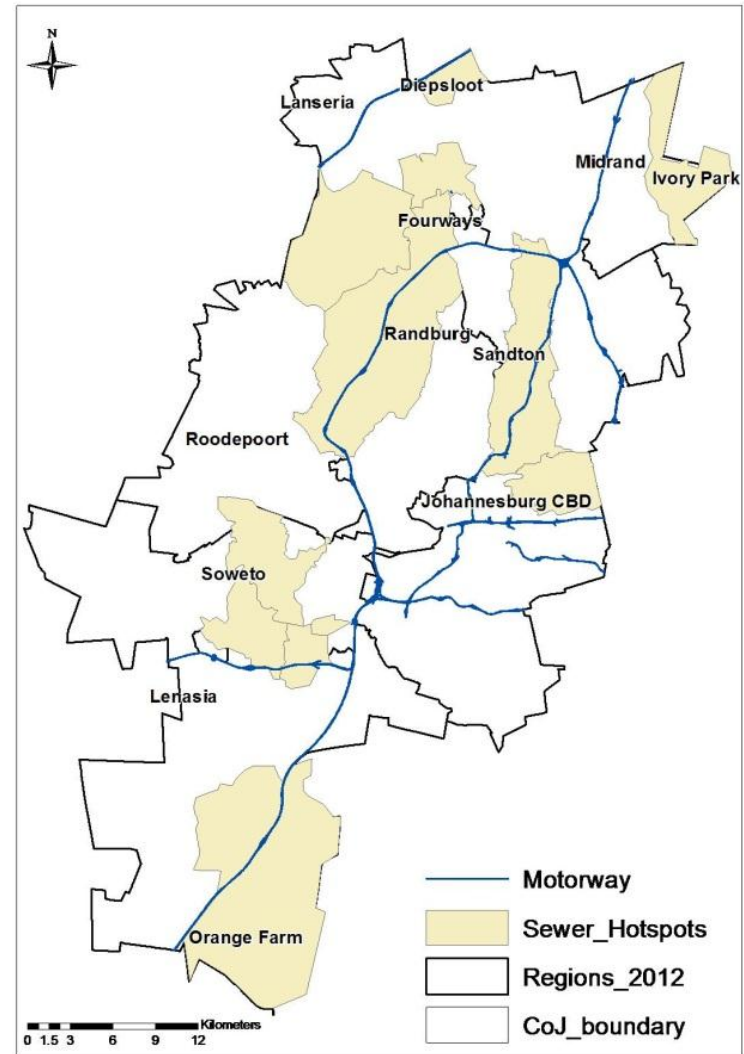 N
Lanseria
Diepsloot
Midrand
Ivory Park
Fourways
Randburg
Sandton
Roodepoort
Johannesburg CBD
Soweto
Lenasia
Orange Farm
Motorway
Sewer_Hotspots
Regions_2012
CoJ_boundary
Kilometers
0 1.5 3 6 9 12